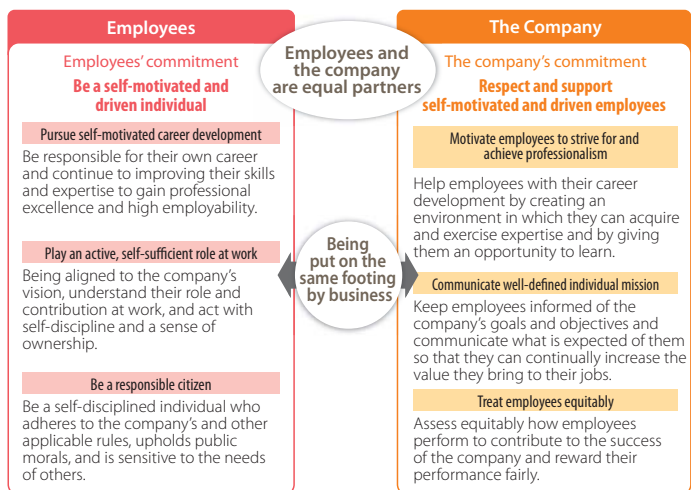 Employees
Employees’ commitment
Be a self-motivated and
driven individual
Pursue self-motivated career development
Be responsible for their own career
and continue to improving their skills
and expertise to gain professional
excellence and high employability.
Play an active, self-sufficient role at work
Being aligned to the company’s
vision, understand their role and
contribution at work, and act with
self-discipline and a sense of
ownership.
Be a responsible citizen
Be a self-disciplined individual who
adheres to the company’s and other
applicable rules, upholds public
morals, and is sensitive to the needs
of others.
Employees and
the company
are equal partners
Being
put on the
same footing
by business
The Company
The company’s commitment
Respect and support
self-motivated and driven employees
Motivate employees to strive for and
achieve professionalism
Help employees with their career
development by creating an
environment in which they can acquire
and exercise expertise and by giving
them an opportunity to learn.
Communicate well-defined individual mission
Keep employees informed of the
company’s goals and objectives and
communicate what is expected of them
so that they can continually increase the
value they bring to their jobs.
Treat employees equitably
Assess equitably how employees
perform to contribute to the success
of the company and reward their
performance fairly.